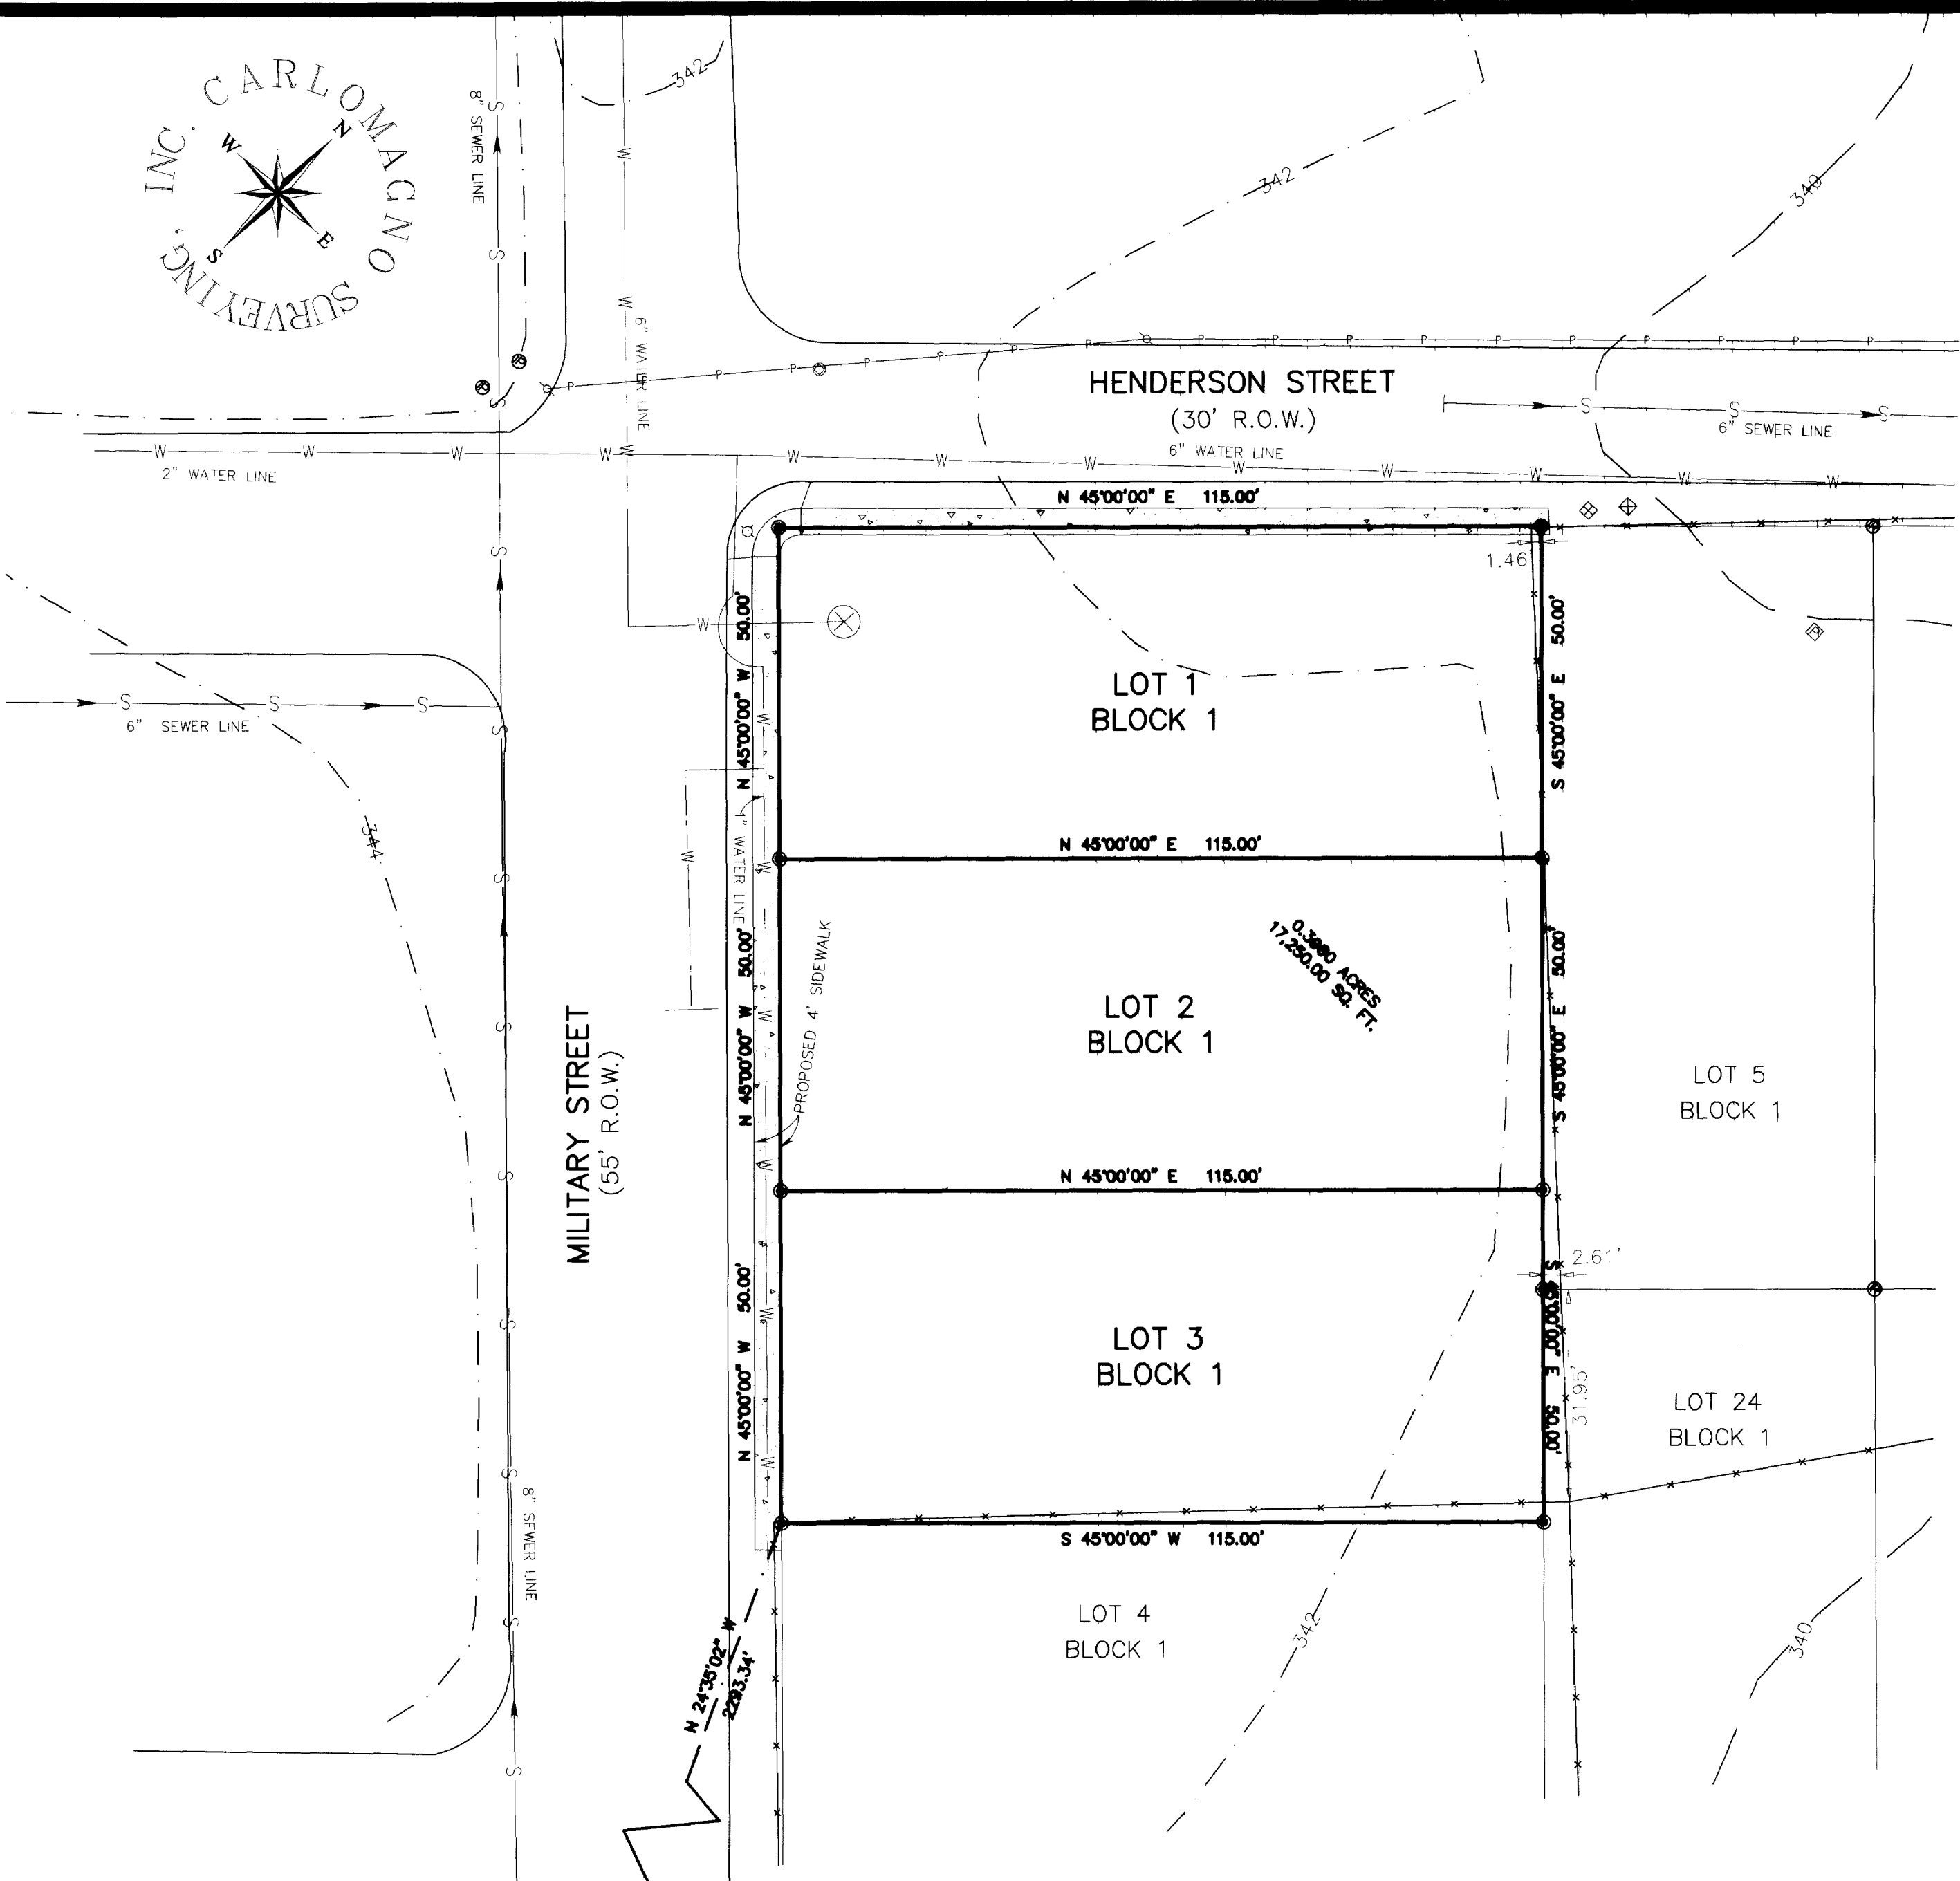 CARLOMAGNO SURVEYING, INC.
N
W
E
S
8" SEWER LINE
342
342
340
6" WATER LINE
HENDERSON STREET
(30' R.O.W.)
6" WATER LINE
6" SEWER LINE
2" WATER LINE
N 45°00'00" E 115.00'
1.46'
N 45°00'00" W 50.00'
S 45°00'00" E 50.00'
LOT 1
BLOCK 1
6" SEWER LINE
344
1" WATER LINE
N 45°00'00" E 115.00'
N 45°00'00" W 50.00'
PROPOSED 4' SIDEWALK
LOT 2
BLOCK 1
17,250.00 SQ. FT.
S 45°00'00" E 50.00'
MILITARY STREET
(55' R.O.W.)
LOT 5
BLOCK 1
N 45°00'00" E 115.00'
N 45°00'00" W 50.00'
LOT 3
BLOCK 1
S 45°00'00" E 50.00'
31.95'
LOT 24
BLOCK 1
8" SEWER LINE
S 45°00'00" W 115.00'
LOT 4
BLOCK 1
N 24°35'02" W
2293.34'
342
340